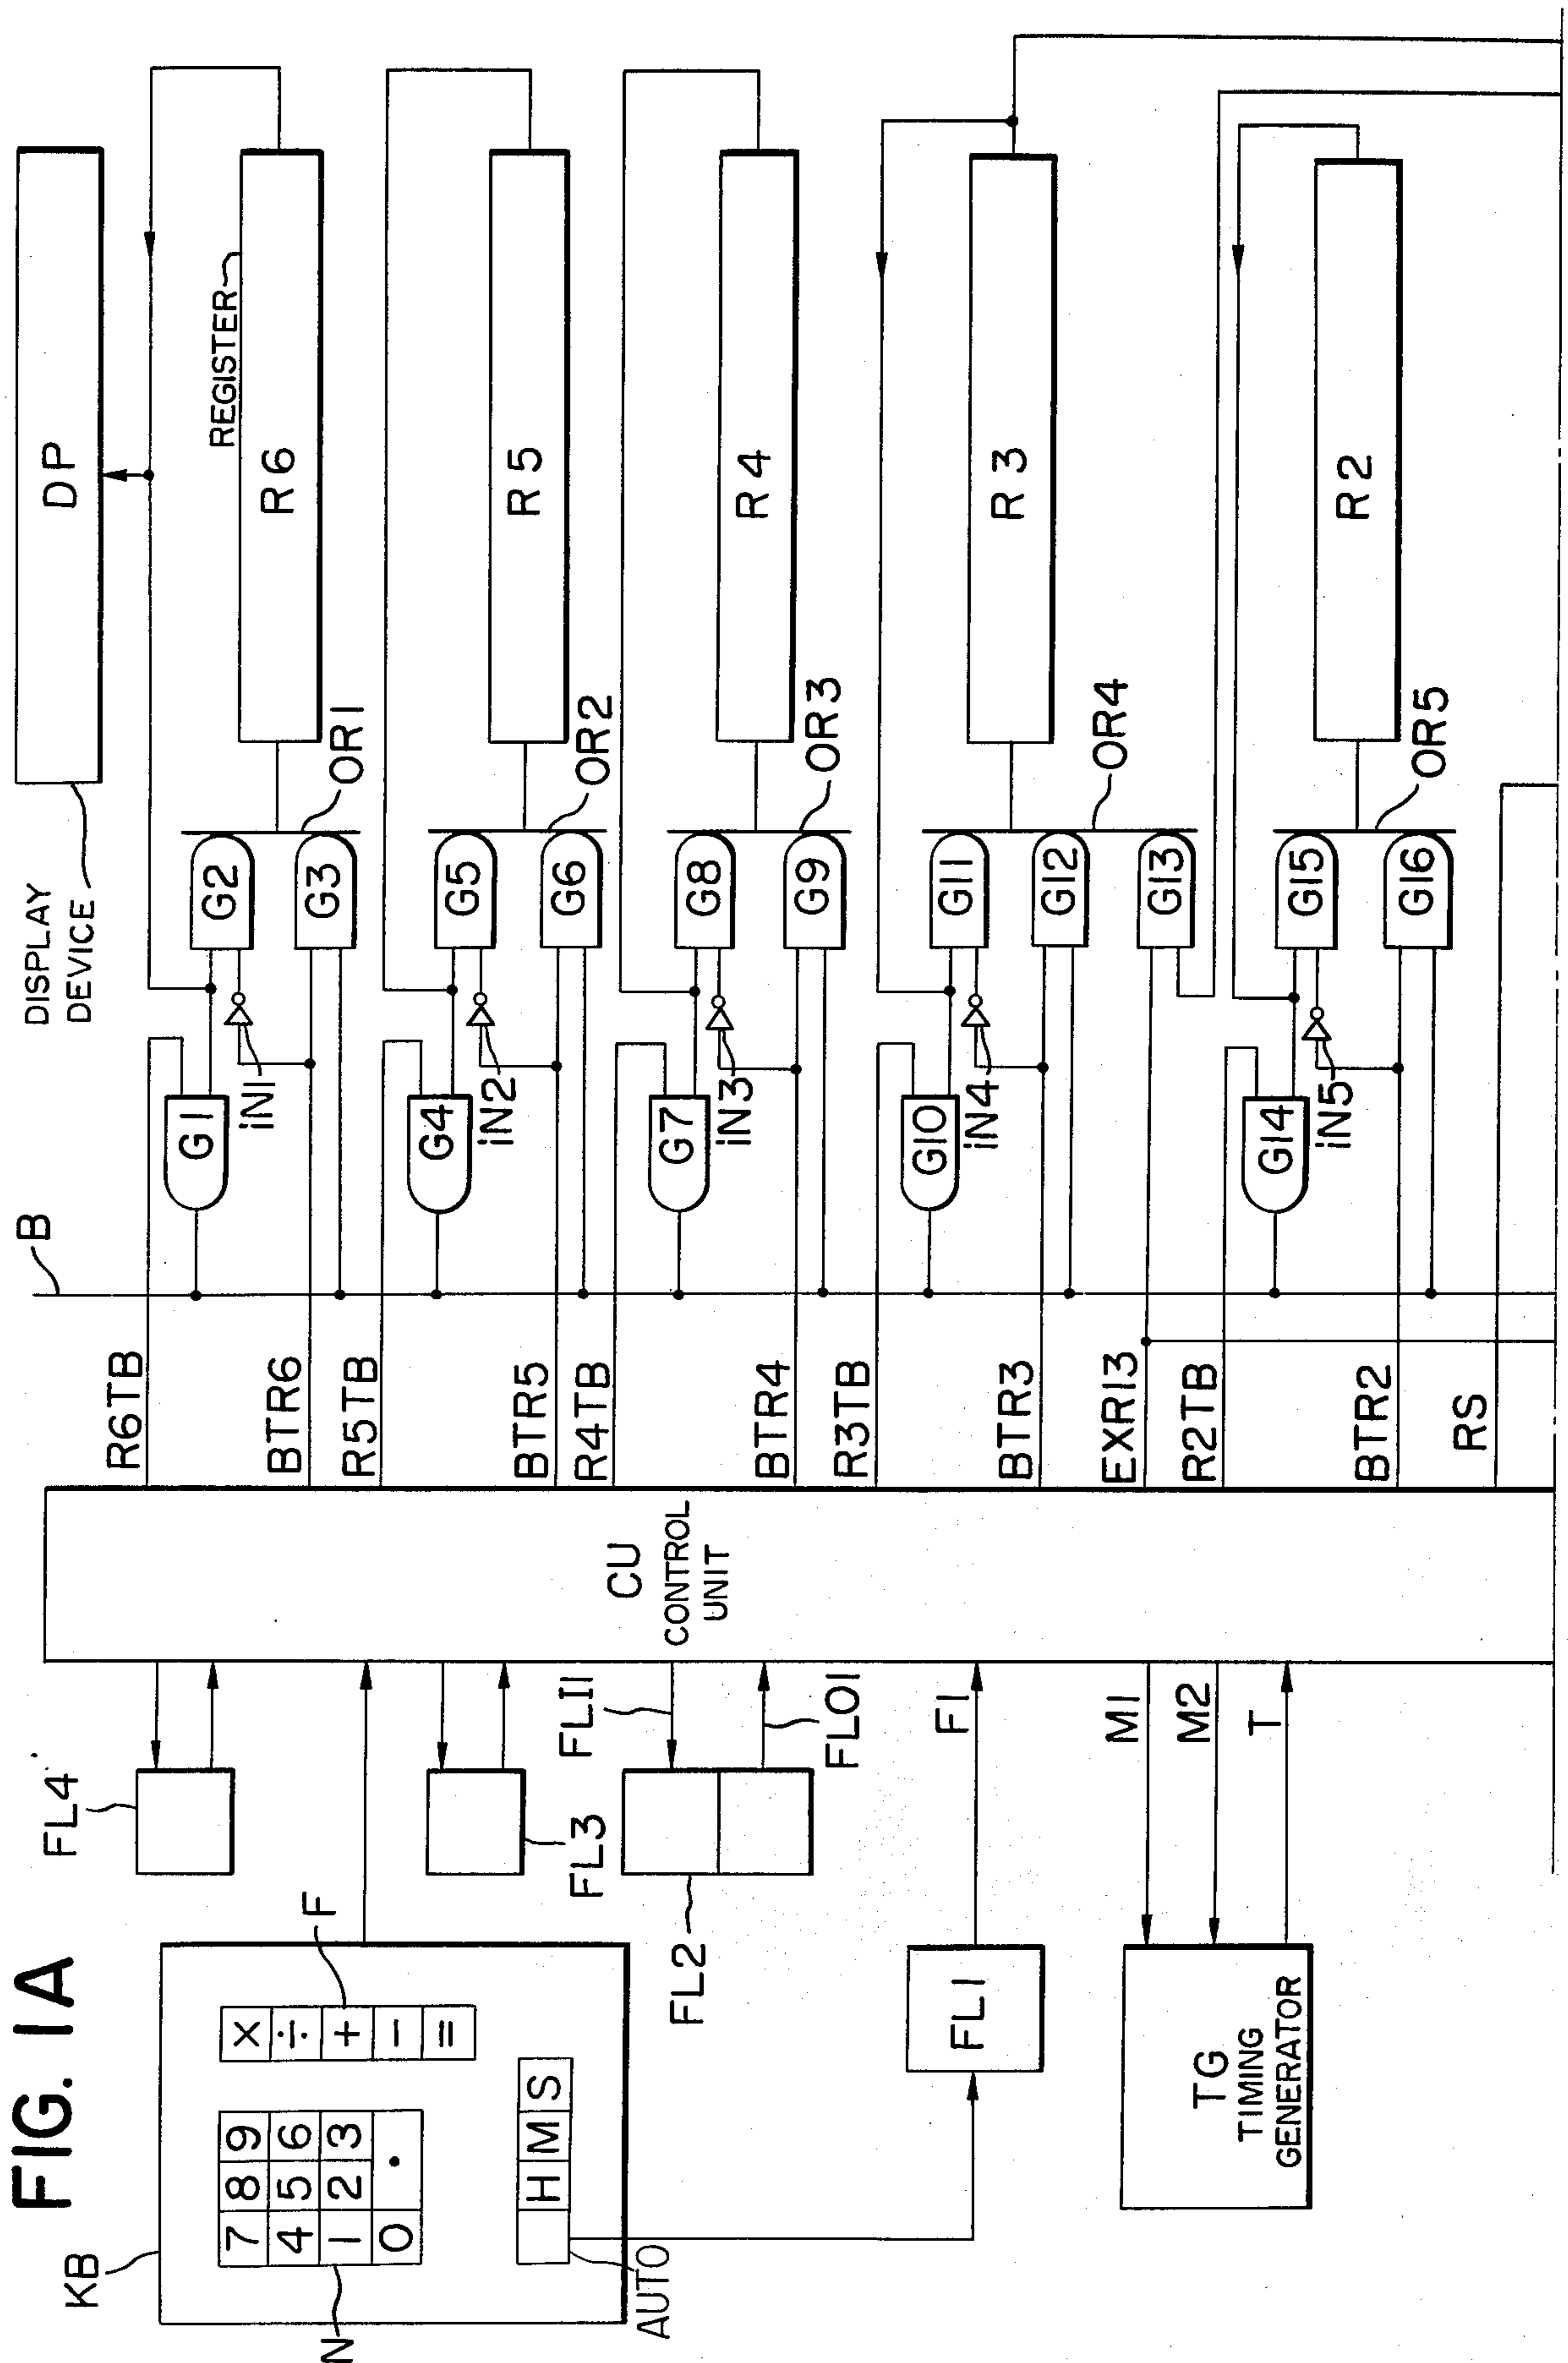 FIG. 1A
KB
N
7 8 9
4 5 6
1 2 3
0 .
× ÷ + − =
F
H M S
AUTO
FL4
FL3
FL2
FLI1
FLO1
FL1
F1
M1
M2
T
TG
TIMING
GENERATOR
CU
CONTROL
UNIT
R6TB
BTR6
R5TB
BTR5
R4TB
BTR4
R3TB
BTR3
EXR13
R2TB
BTR2
RS
B
G1
iN1
G2
G3
OR1
G4
iN2
G5
G6
OR2
G7
iN3
G8
G9
OR3
G10
iN4
G11
G12
G13
OR4
G14
iN5
G15
G16
OR5
DISPLAY
DEVICE
DP
REGISTER
R6
R5
R4
R3
R2